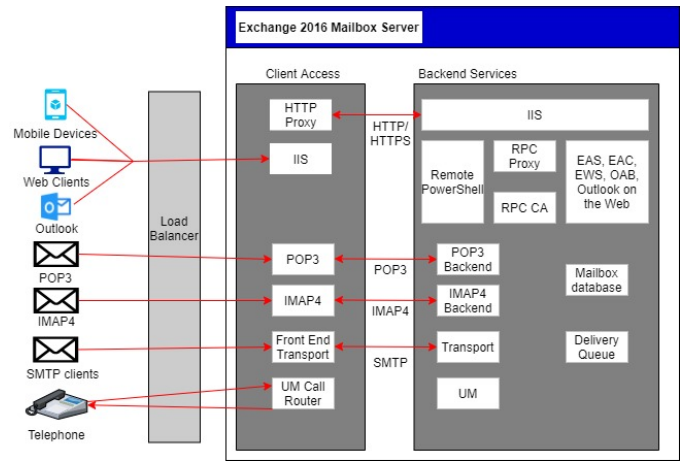 Exchange 2016 Mailbox Server
Client Access
Backend Services
Mobile Devices
Web Clients
Outlook
POP3
IMAP4
SMTP clients
Telephone
Load
Balancer
HTTP
Proxy
IIS
POP3
IMAP4
Front End
Transport
UM Call
Router
HTTP/
HTTPS
POP3
IMAP4
SMTP
IIS
Remote
PowerShell
RPC
Proxy
RPC CA
EAS, EAC,
EWS, OAB,
Outlook on
the Web
POP3
Backend
IMAP4
Backend
Transport
UM
Mailbox
database
Delivery
Queue